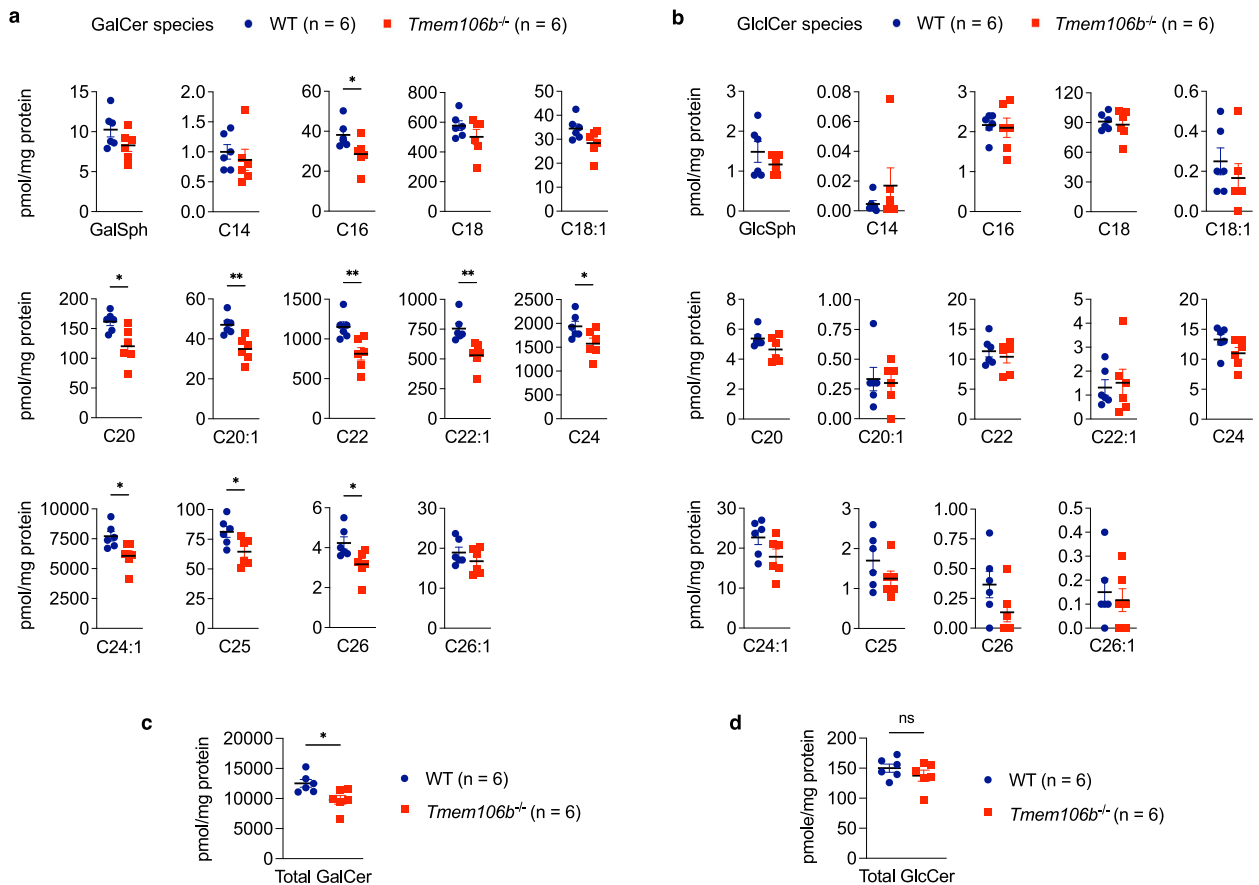 a
GalCer species WT (n = 6) Tmem106b-/- (n = 6)
b
GlclCer species WT (n = 6) Tmem106b-/- (n = 6)
pmol/mg protein
15 10 5 0 GalSph
2.0 1.5 1.0 0.5 0.0 C14
* 60 40 20 0 C16
800 600 400 200 0 C18
50 40 30 20 10 0 C18:1
pmol/mg protein
3 2 1 0 GlcSph
0.08 0.06 0.04 0.02 0.00 C14
3 2 1 0 C16
120 90 60 30 0 C18
0.6 0.4 0.2 0.0 C18:1
pmol/mg protein
* 200 150 100 50 0 C20
** 60 40 20 0 C20:1
** 1500 1000 500 0 C22
** 1000 750 500 250 0 C22:1
* 2500 2000 1500 1000 500 0 C24
pmol/mg protein
8 6 4 2 0 C20
1.00 0.75 0.50 0.25 0.00 C20:1
20 15 10 5 0 C22
5 4 3 2 1 0 C22:1
20 15 10 5 0 C24
pmol/mg protein
* 10000 7500 5000 2500 0 C24:1
* 100 75 50 25 0 C25
* 6 4 2 0 C26
30 20 10 0 C26:1
pmol/mg protein
30 20 10 0 C24:1
3 2 1 0 C25
1.00 0.75 0.50 0.25 0.00 C26
0.5 0.4 0.3 0.2 0.1 0.0 C26:1
c
pmol/mg protein
* 20000 15000 10000 5000 0 Total GalCer
WT (n = 6)
Tmem106b-/- (n = 6)
d
pmole/mg protein
ns 200 150 100 50 0 Total GlcCer
WT (n = 6)
Tmem106b-/- (n = 6)